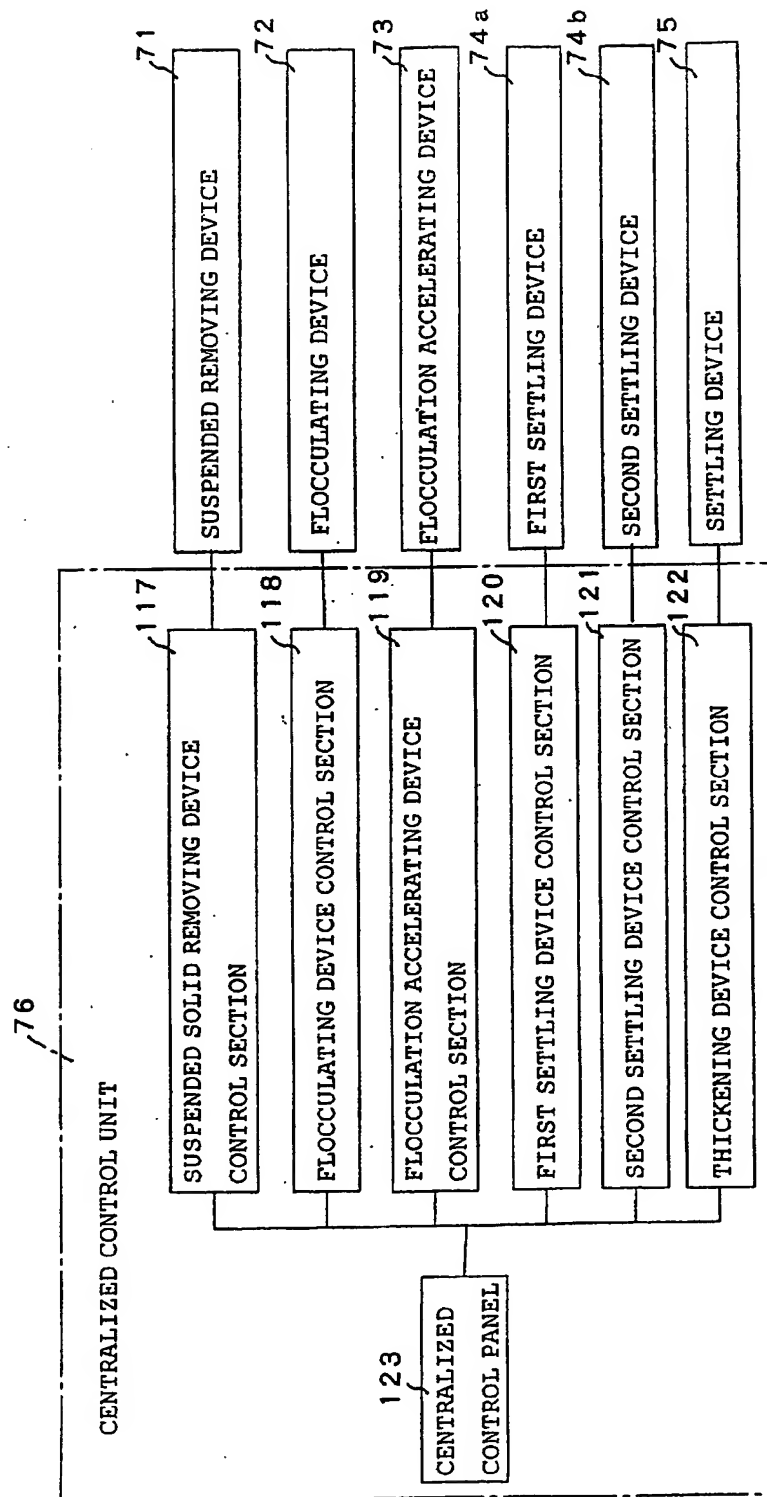 76
CENTRALIZED CONTROL UNIT
123
CENTRALIZED
CONTROL PANEL
117
SUSPENDED SOLID REMOVING DEVICE
CONTROL SECTION
118
FLOCCULATING DEVICE CONTROL SECTION
119
FLOCCULATION ACCELERATING DEVICE
CONTROL SECTION
120
FIRST SETTLING DEVICE CONTROL SECTION
121
SECOND SETTLING DEVICE CONTROL SECTION
122
THICKENING DEVICE CONTROL SECTION
71
SUSPENDED REMOVING DEVICE
72
FLOCCULATING DEVICE
73
FLOCCULATION ACCELERATING DEVICE
74a
FIRST SETTLING DEVICE
74b
SECOND SETTLING DEVICE
75
SETTLING DEVICE